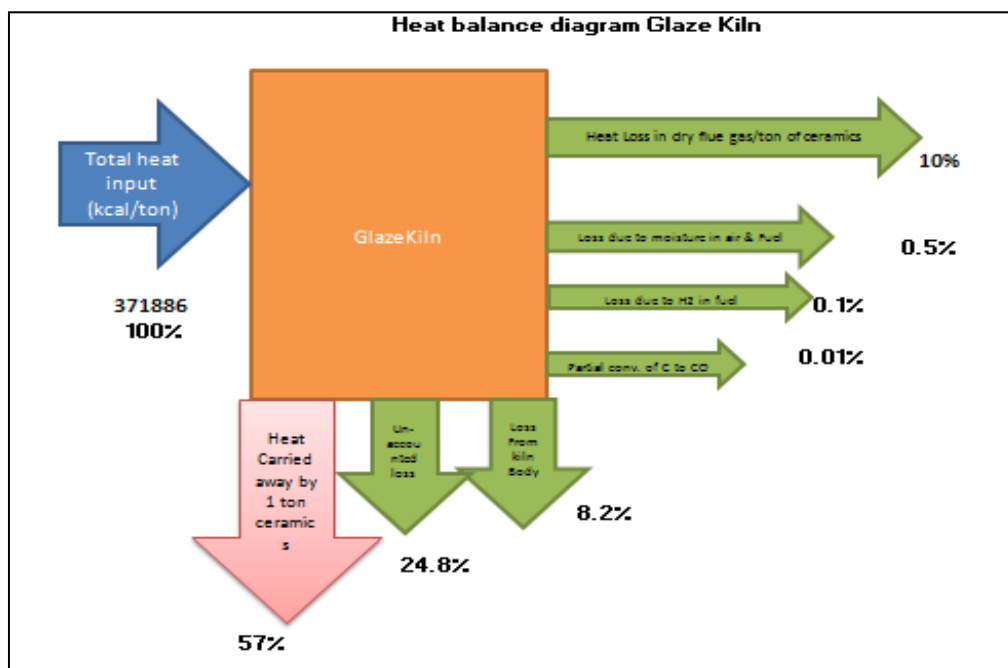 Heat balance diagram Glaze Kiln
Total heat
input
(kcal/ton)
371886
100%
GlazeKiln
Heat Loss in dry flue gas/ton of ceramics
10%
Loss due to moisture in air & Fuel
0.5%
Loss due to H2 in fuel
0.1%
Partial conv. of C to CO
0.01%
Heat
Carried
away by
1 ton
ceramic
s
57%
Un-
accou
nted
loss
24.8%
Loss
From
kiln
Body
8.2%